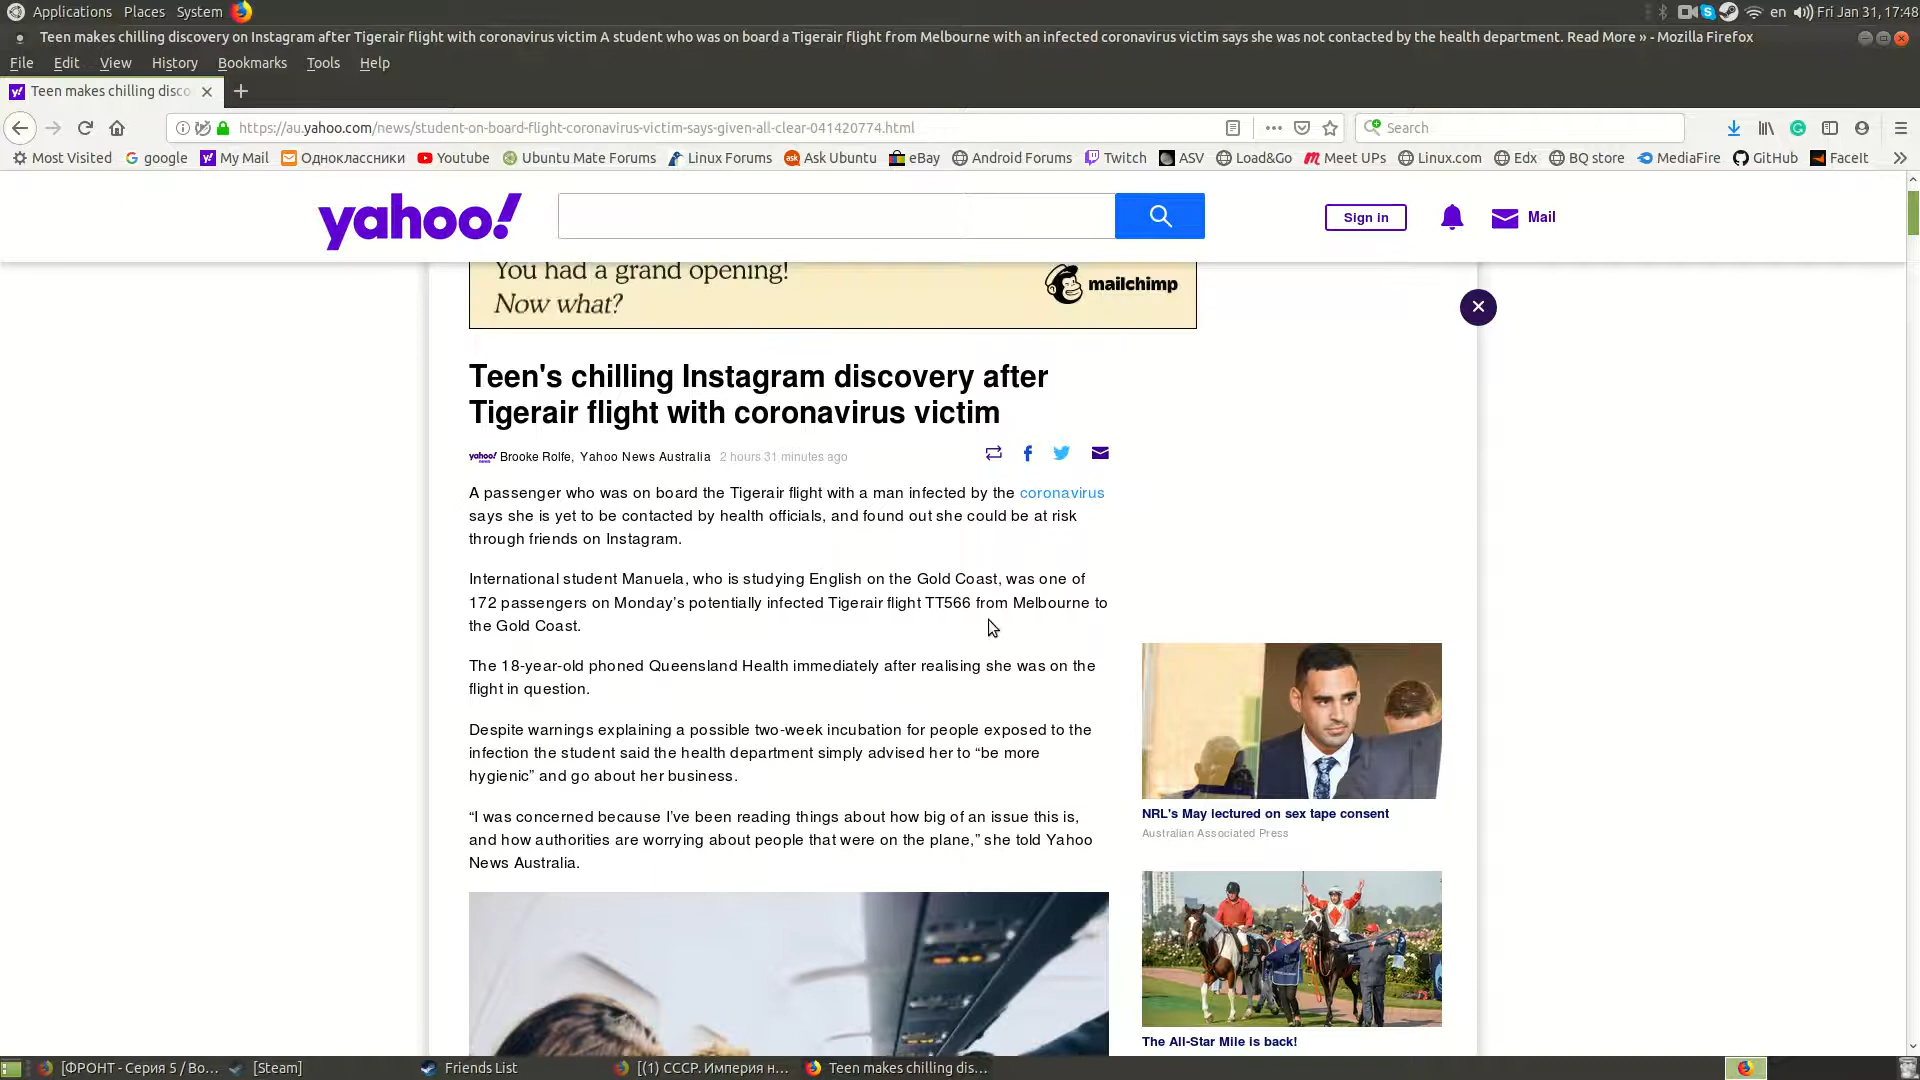 Applications Places System
en Fri Jan 31, 17:48
Teen makes chilling discovery on Instagram after Tigerair flight with coronavirus victim A student who was on board a Tigerair flight from Melbourne with an infected coronavirus victim says she was not contacted by the health department. Read More » - Mozilla Firefox
File Edit View History Bookmarks Tools Help
Teen makes chilling disco
https://au.yahoo.com/news/student-on-board-flight-coronavirus-victim-says-given-all-clear-041420774.html
Search
Most Visited google My Mail Одноклассники Youtube Ubuntu Mate Forums Linux Forums Ask Ubuntu eBay Android Forums Twitch ASV Load&Go Meet UPs Linux.com Edx BQ store MediaFire GitHub FaceIt
yahoo!
Sign in
Mail
You had a grand opening!
Now what?
mailchimp
Teen's chilling Instagram discovery after
Tigerair flight with coronavirus victim
yahoo! news Brooke Rolfe, Yahoo News Australia 2 hours 31 minutes ago
A passenger who was on board the Tigerair flight with a man infected by the coronavirus
says she is yet to be contacted by health officials, and found out she could be at risk
through friends on Instagram.
International student Manuela, who is studying English on the Gold Coast, was one of
172 passengers on Monday’s potentially infected Tigerair flight TT566 from Melbourne to
the Gold Coast.
The 18-year-old phoned Queensland Health immediately after realising she was on the
flight in question.
Despite warnings explaining a possible two-week incubation for people exposed to the
infection the student said the health department simply advised her to “be more
hygienic” and go about her business.
“I was concerned because I’ve been reading things about how big of an issue this is,
and how authorities are worrying about people that were on the plane,” she told Yahoo
News Australia.
NRL's May lectured on sex tape consent
Australian Associated Press
The All-Star Mile is back!
[ФРОНТ - Серия 5 / Во...
[Steam]
Friends List
[(1) СССР. Империя н...
Teen makes chilling dis...